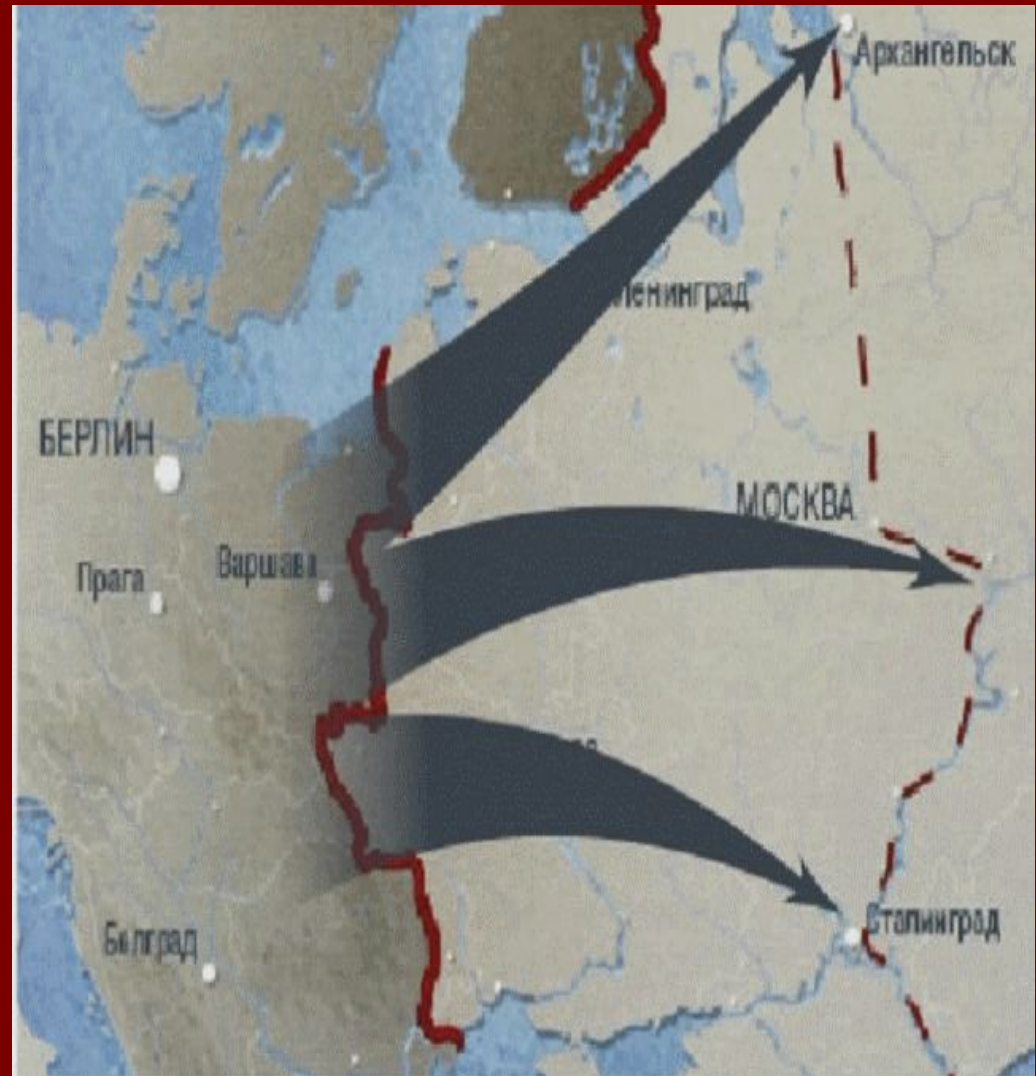 Архангельск
Ленинград
БЕРЛИН
МОСКВА
Варшава
Прага
Сталинград
Белград